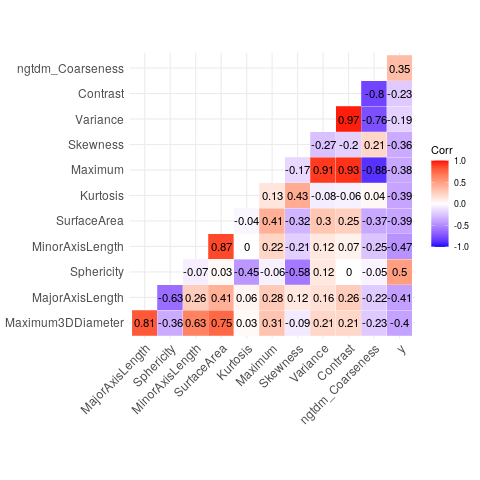 ngtdm_Coarseness 0.35
Contrast -0.8 -0.23
Variance 0.97 -0.76 -0.19
Skewness -0.27 -0.2 0.21 -0.36
Maximum -0.17 0.91 0.93 -0.88 -0.38
Kurtosis 0.13 0.43 -0.08 -0.06 0.04 -0.39
SurfaceArea -0.04 0.41 -0.32 0.3 0.25 -0.37 -0.39
MinorAxisLength 0.87 0 0.22 -0.21 0.12 0.07 -0.25 -0.47
Sphericity -0.07 0.03 -0.45 -0.06 -0.58 0.12 0 -0.05 0.5
MajorAxisLength -0.63 0.26 0.41 0.06 0.28 0.12 0.16 0.26 -0.22 -0.41
Maximum3DDiameter 0.81 -0.36 0.63 0.75 0.03 0.31 -0.09 0.21 0.21 -0.23 -0.4
MajorAxisLength
Sphericity
MinorAxisLength
SurfaceArea
Kurtosis
Maximum
Skewness
Variance
Contrast
ngtdm_Coarseness
y
Corr
1.0
0.5
0.0
-0.5
-1.0